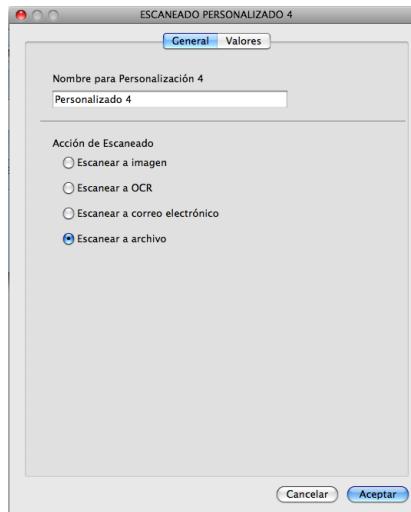 ESCANEADO PERSONALIZADO 4
General Valores
Nombre para Personalización 4
Personalizado 4
Acción de Escaneado
Escanear a imagen
Escanear a OCR
Escanear a correo electrónico
Escanear a archivo
Cancelar Aceptar